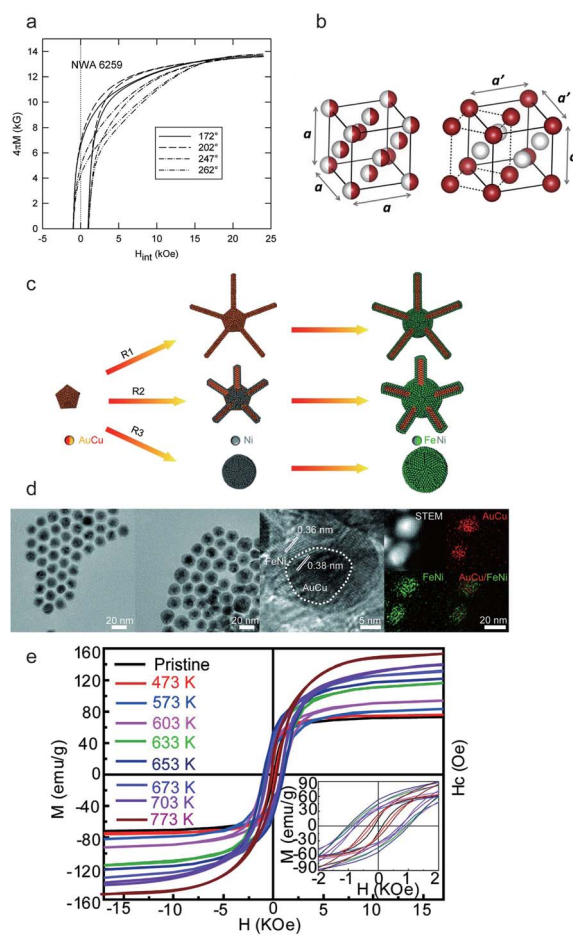 a
NWA 6259
4πM (kG)
16
14
12
10
8
6
4
2
0
172°
202°
247°
262°
-5 0 5 10 15 20 25
H_int (kOe)
b
a a a
a' a' c
c
R1
R2
R3
AuCu Ni FeNi
d
20 nm
20 nm
0.36 nm
FeNi
0.38 nm
AuCu
5 nm
STEM AuCu
FeNi AuCu/FeNi
20 nm
e
M (emu/g)
160
120
80
40
0
-40
-80
-120
-160
Pristine
473 K
573 K
603 K
633 K
653 K
673 K
703 K
773 K
Hc (Oe)
M (emu/g)
90
60
30
0
-30
-60
-90
-2 -1 0 1 2
H (KOe)
-15 -10 -5 0 5 10 15
H (KOe)